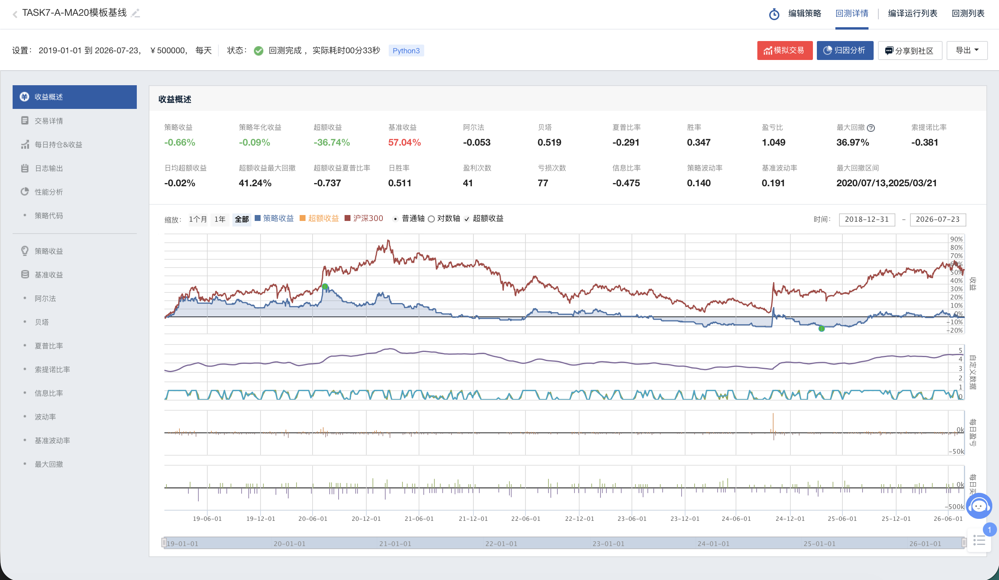 TASK7-A-MA20模板基线
编辑策略 回测详情 编译运行列表 回测列表
设置： 2019-01-01 到 2026-07-23, ￥500000, 每天 状态： 回测完成， 实际耗时00分33秒 Python3
模拟交易 归因分析 分享到社区 导出
收益概述
交易详情
每日持仓&收益
日志输出
性能分析
策略代码
策略收益
基准收益
阿尔法
贝塔
夏普比率
索提诺比率
信息比率
波动率
基准波动率
最大回撤
收益概述
策略收益 策略年化收益 超额收益 基准收益 阿尔法 贝塔 夏普比率 胜率 盈亏比 最大回撤 ? 索提诺比率
-0.66% -0.09% -36.74% 57.04% -0.053 0.519 -0.291 0.347 1.049 36.97% -0.381
日均超额收益 超额收益最大回撤 超额收益夏普比率 日胜率 盈利次数 亏损次数 信息比率 策略波动率 基准波动率 最大回撤区间
-0.02% 41.24% -0.737 0.511 41 77 -0.475 0.140 0.191 2020/07/13,2025/03/21
缩放： 1个月 1年 全部 策略收益 超额收益 沪深300 普通轴 对数轴 超额收益 时间： 2018-12-31 - 2026-07-23
90%
80%
70%
60%
50%
40%
30%
20%
10%
0%
-10%
-20%
收益
5
4
3
2
1
0
自定义数据
0k
-50k
每日盈亏
0k
-500k
每日买
19-06-01 19-12-01 20-06-01 20-12-01 21-06-01 21-12-01 22-06-01 22-12-01 23-06-01 23-12-01 24-06-01 24-12-01 25-06-01 25-12-01 26-06-01
19-01-01 20-01-01 21-01-01 22-01-01 23-01-01 24-01-01 25-01-01 26-01-01
1